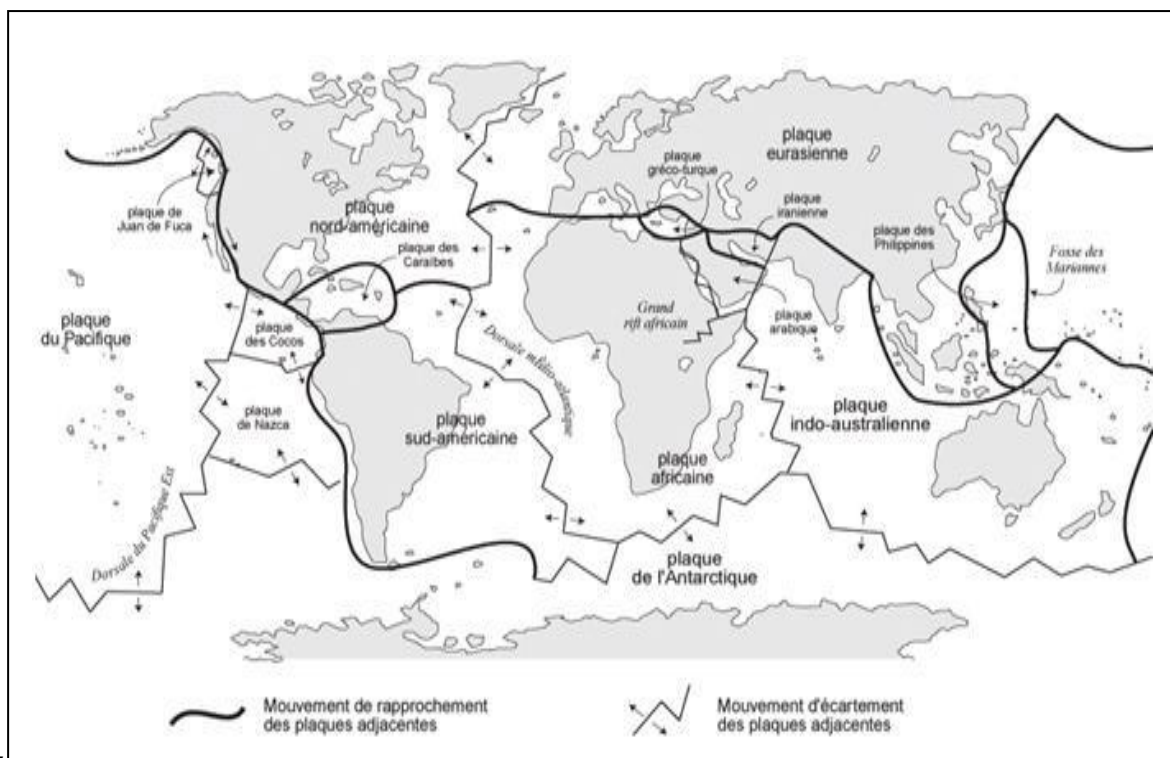 plaque
eurasienne
plaque
gréco-turque
plaque
iranienne
plaque de
Juan de Fuca
plaque
nord-américaine
plaque des
Caraïbes
plaque des
Philippines
Fosse des
Mariannes
plaque
du Pacifique
plaque
des Cocos
Grand
rift africain
plaque
arabique
Dorsale médio-atlantique
plaque
de Nazca
plaque
sud-américaine
plaque
indo-australienne
plaque
africaine
Dorsale du Pacifique Est
plaque
de l'Antarctique
Mouvement de rapprochement
des plaques adjacentes
Mouvement d'écartement
des plaques adjacentes